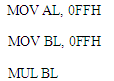 MOV AL, 0FFH
MOV BL, 0FFH
MUL BL